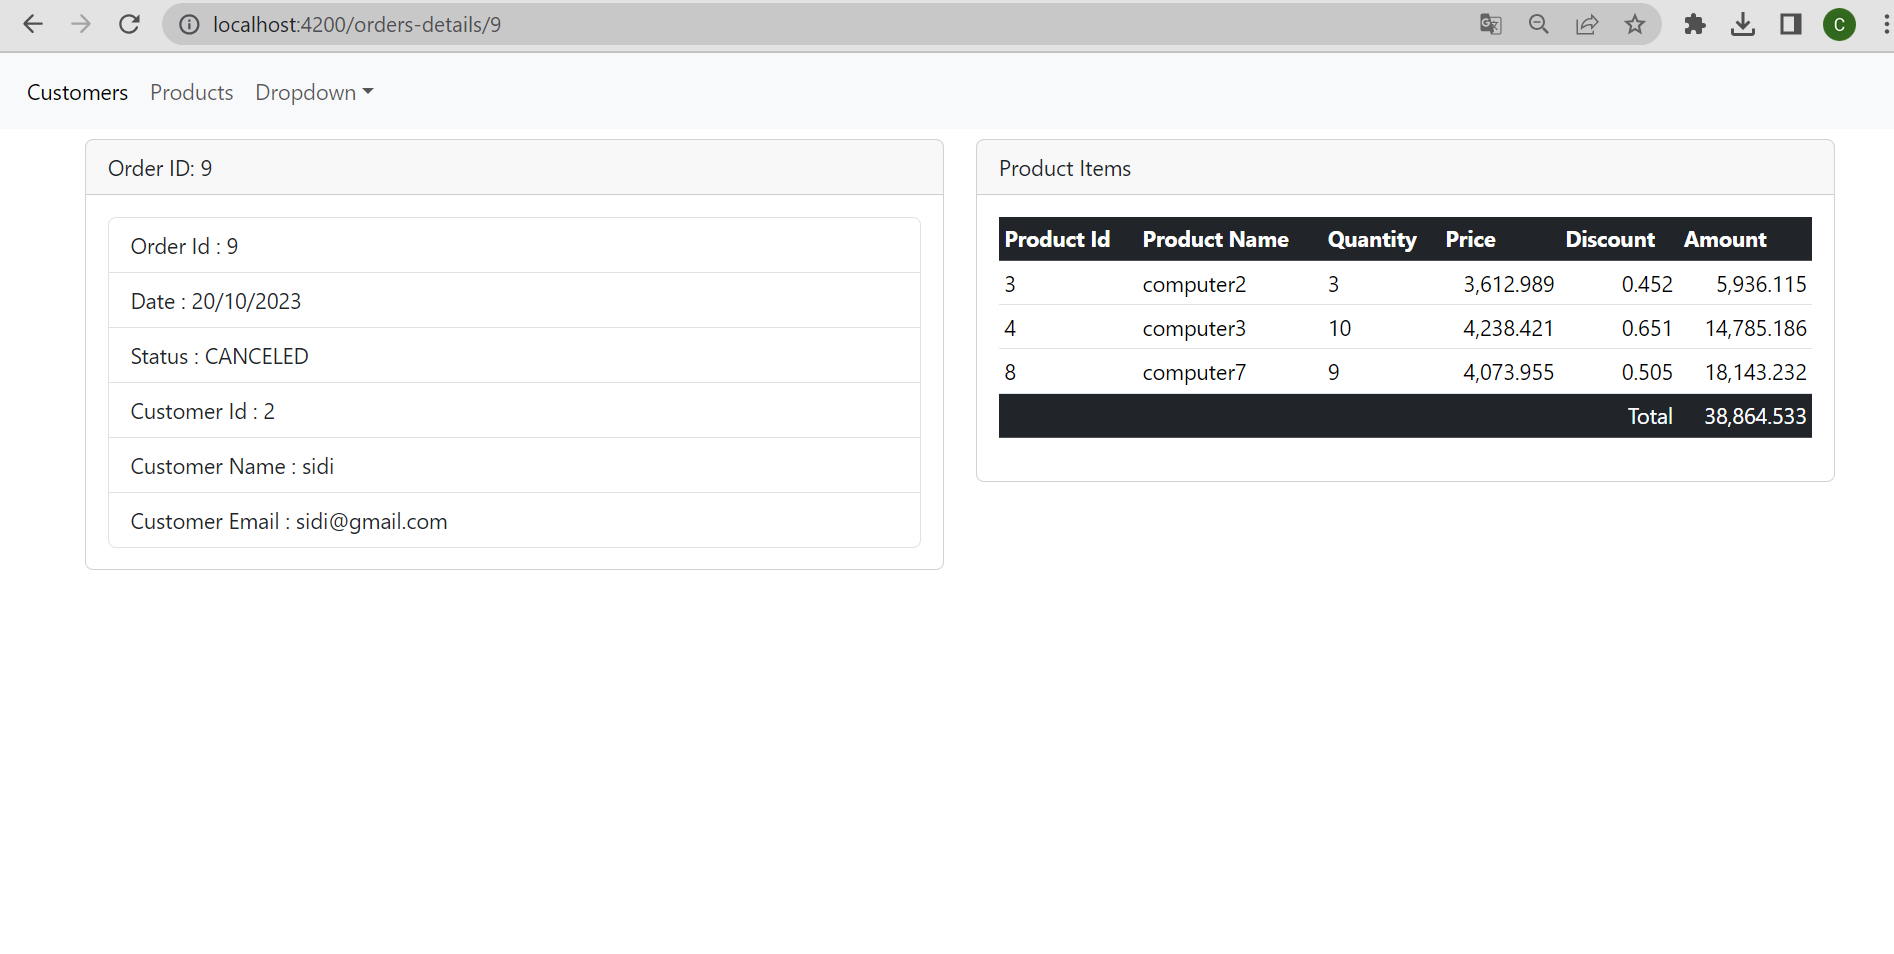 localhost:4200/orders-details/9
C
Customers Products Dropdown
Order ID: 9
Order Id : 9
Date : 20/10/2023
Status : CANCELED
Customer Id : 2
Customer Name : sidi
Customer Email : sidi@gmail.com
Product Items
Product Id Product Name Quantity Price Discount Amount
3 computer2 3 3,612.989 0.452 5,936.115
4 computer3 10 4,238.421 0.651 14,785.186
8 computer7 9 4,073.955 0.505 18,143.232
Total 38,864.533